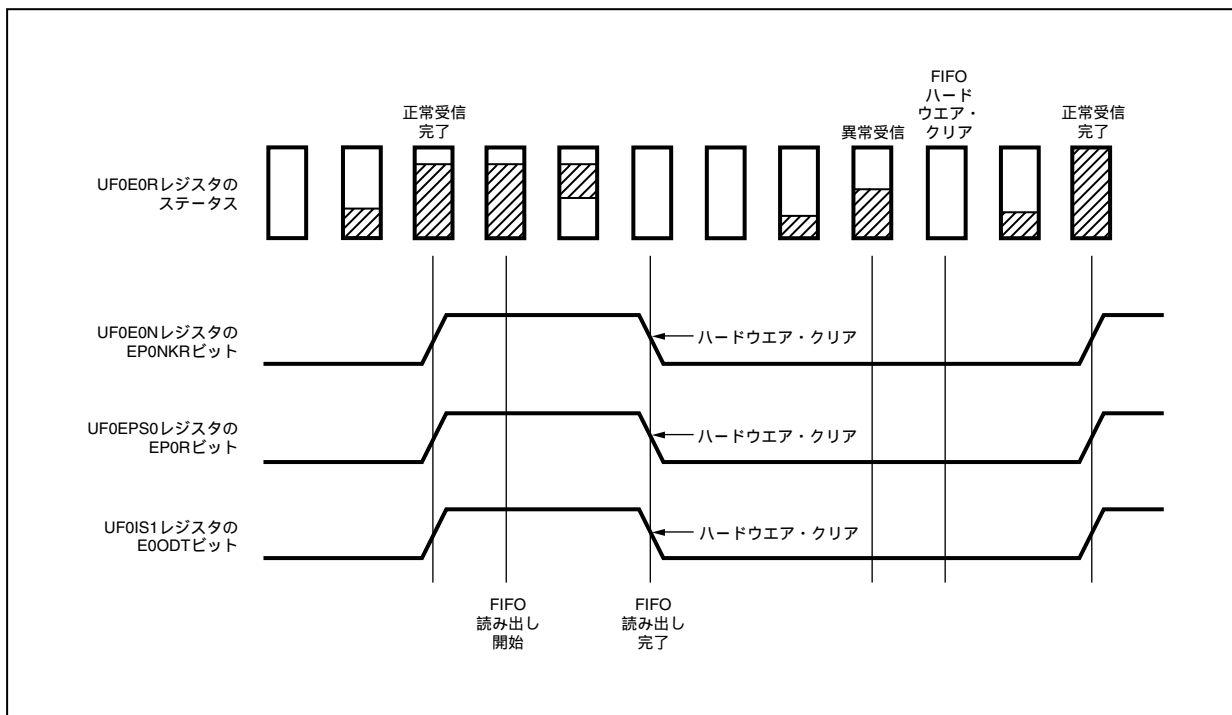 正常受信
完了
異常受信
FIFO
ハード
ウエア・
クリア
正常受信
完了
UF0E0Rレジスタの
ステータス
UF0E0Nレジスタの
EP0NKRビット
ハードウエア・クリア
UF0EPS0レジスタの
EP0Rビット
ハードウエア・クリア
UF0IS1レジスタの
E0ODTビット
ハードウエア・クリア
FIFO
読み出し
開始
FIFO
読み出し
完了